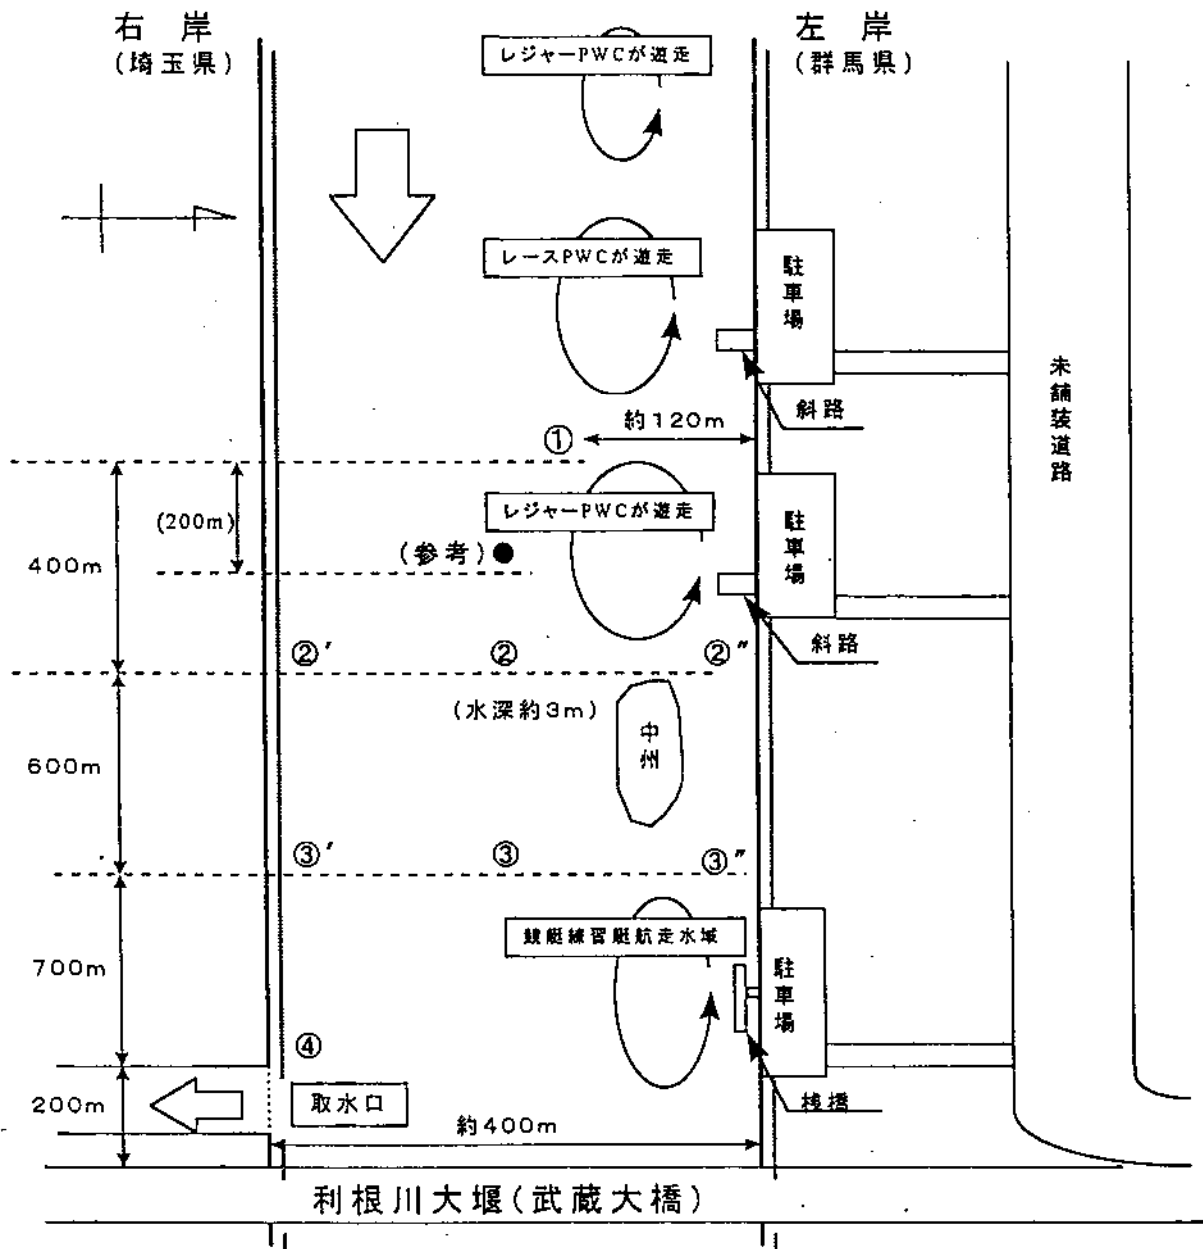 右岸
(埼玉県)
左岸
(群馬県)
レジャーPWCが遊走
レースPWCが遊走
駐車場
斜路
約120m
①
未舗装道路
レジャーPWCが遊走
(200m)
400m
(参考)
駐車場
斜路
②′
②
②″
(水深約3m)
中州
600m
③′
③
③″
競艇練習艇航走水域
700m
駐車場
④
桟橋
200m
取水口
約400m
利根川大堰(武蔵大橋)